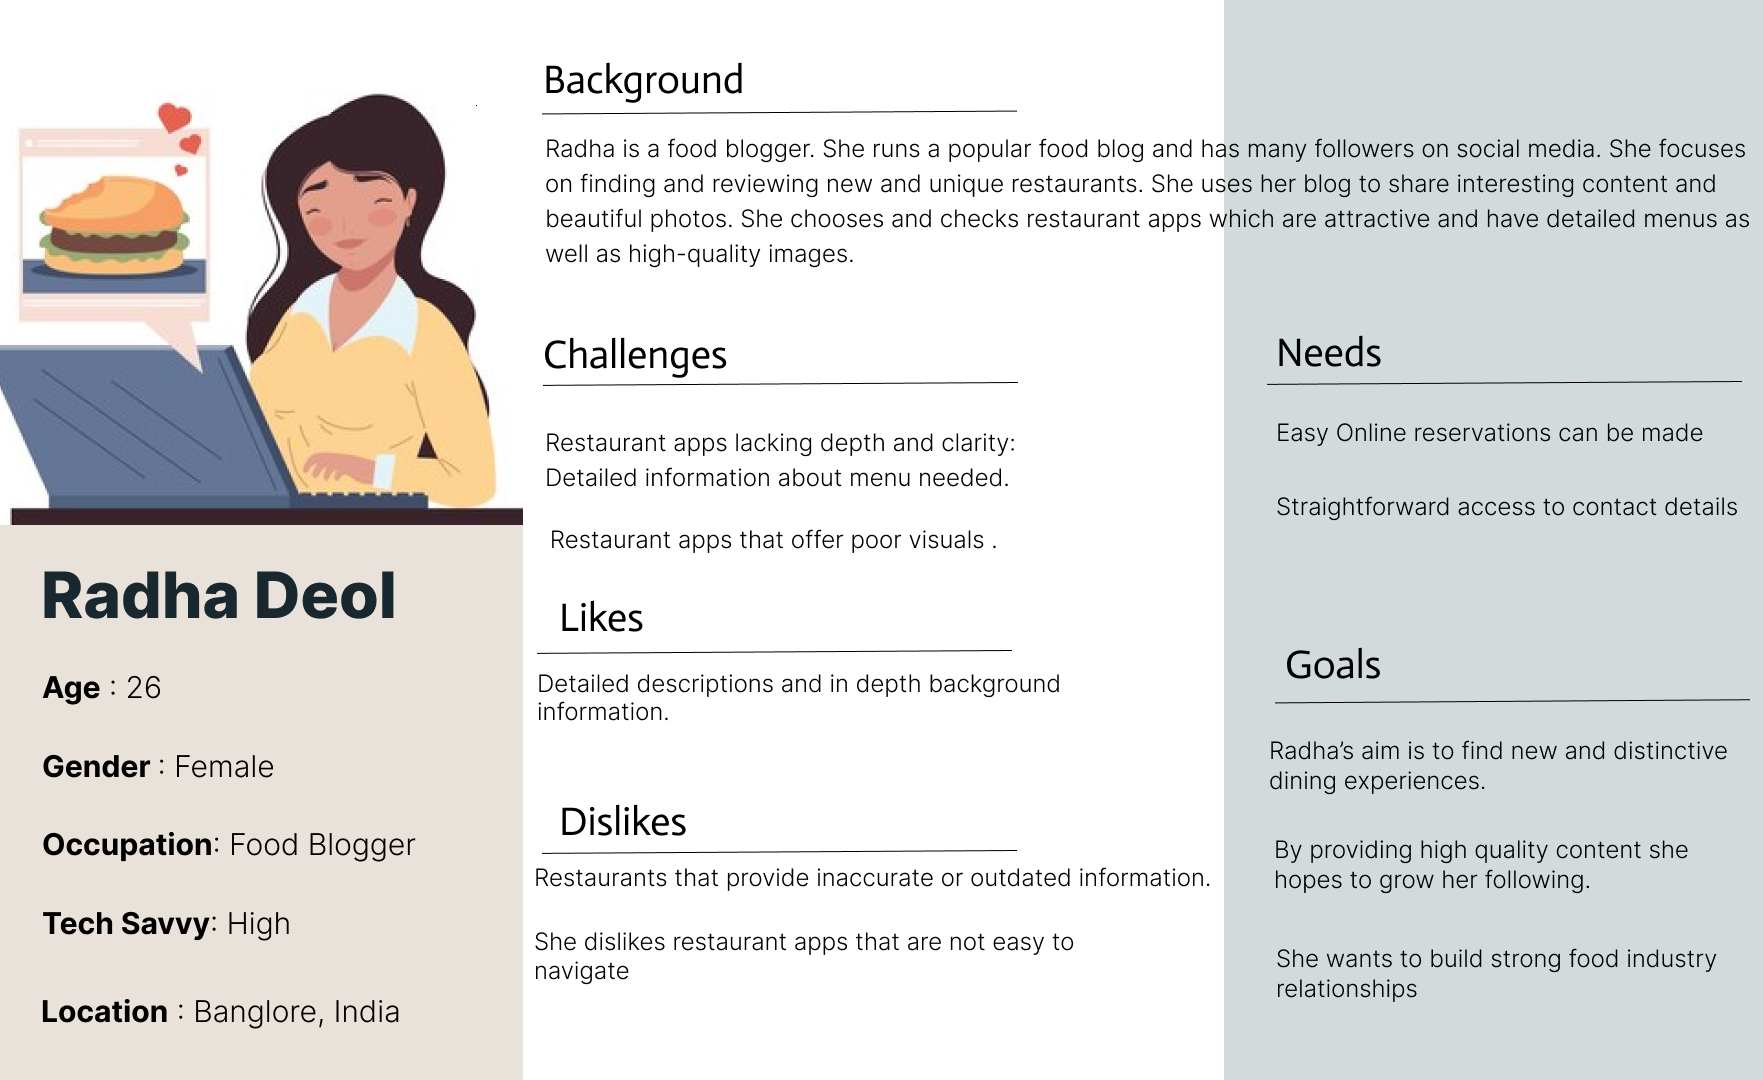 Radha Deol
Age : 26
Gender : Female
Occupation: Food Blogger
Tech Savvy: High
Location : Banglore, India
Background
Radha is a food blogger. She runs a popular food blog and has many followers on social media. She focuses
on finding and reviewing new and unique restaurants. She uses her blog to share interesting content and
beautiful photos. She chooses and checks restaurant apps which are attractive and have detailed menus as
well as high-quality images.
Challenges
Restaurant apps lacking depth and clarity:
Detailed information about menu needed.
Restaurant apps that offer poor visuals .
Likes
Detailed descriptions and in depth background
information.
Dislikes
Restaurants that provide inaccurate or outdated information.
She dislikes restaurant apps that are not easy to
navigate
Needs
Easy Online reservations can be made
Straightforward access to contact details
Goals
Radha’s aim is to find new and distinctive
dining experiences.
By providing high quality content she
hopes to grow her following.
She wants to build strong food industry
relationships